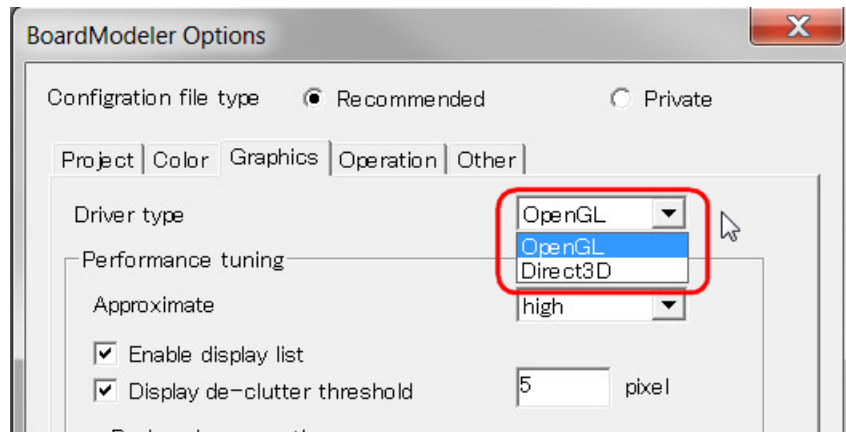 BoardModeler Options
X
Configration file type Recommended Private
Project Color Graphics Operation Other
Driver type OpenGL
OpenGL
Direct3D
Performance tuning
Approximate high
Enable display list
Display de-clutter threshold 5 pixel